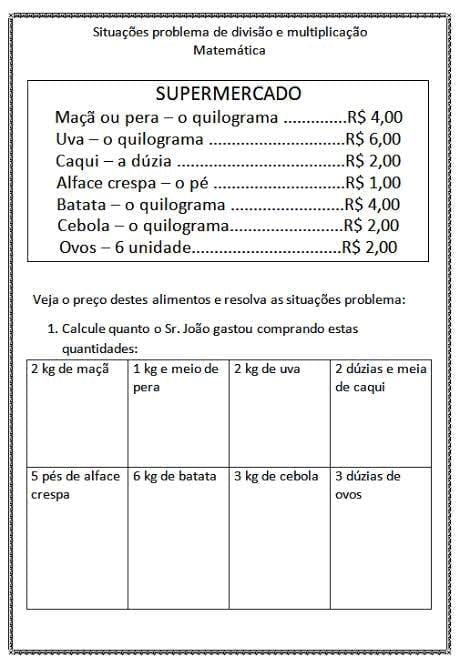 Situações problema de divisão e multiplicação
Matemática
SUPERMERCADO
Maçã ou pera – o quilograma ..............R$ 4,00
Uva – o quilograma ..............................R$ 6,00
Caqui – a dúzia .....................................R$ 2,00
Alface crespa – o pé .............................R$ 1,00
Batata – o quilograma .........................R$ 4,00
Cebola – o quilograma.........................R$ 2,00
Ovos – 6 unidade.................................R$ 2,00
Veja o preço destes alimentos e resolva as situações problema:
1. Calcule quanto o Sr. João gastou comprando estas
quantidades:
2 kg de maçã
1 kg e meio de
pera
2 kg de uva
2 dúzias e meia
de caqui
5 pés de alface
crespa
6 kg de batata
3 kg de cebola
3 dúzias de
ovos